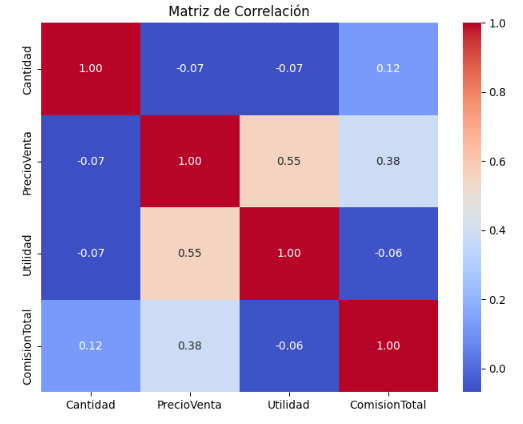 Matriz de Correlación
Cantidad
1.00 -0.07 -0.07 0.12
PrecioVenta
-0.07 1.00 0.55 0.38
Utilidad
-0.07 0.55 1.00 -0.06
ComisionTotal
0.12 0.38 -0.06 1.00
Cantidad PrecioVenta Utilidad ComisionTotal
1.0
0.8
0.6
0.4
0.2
0.0